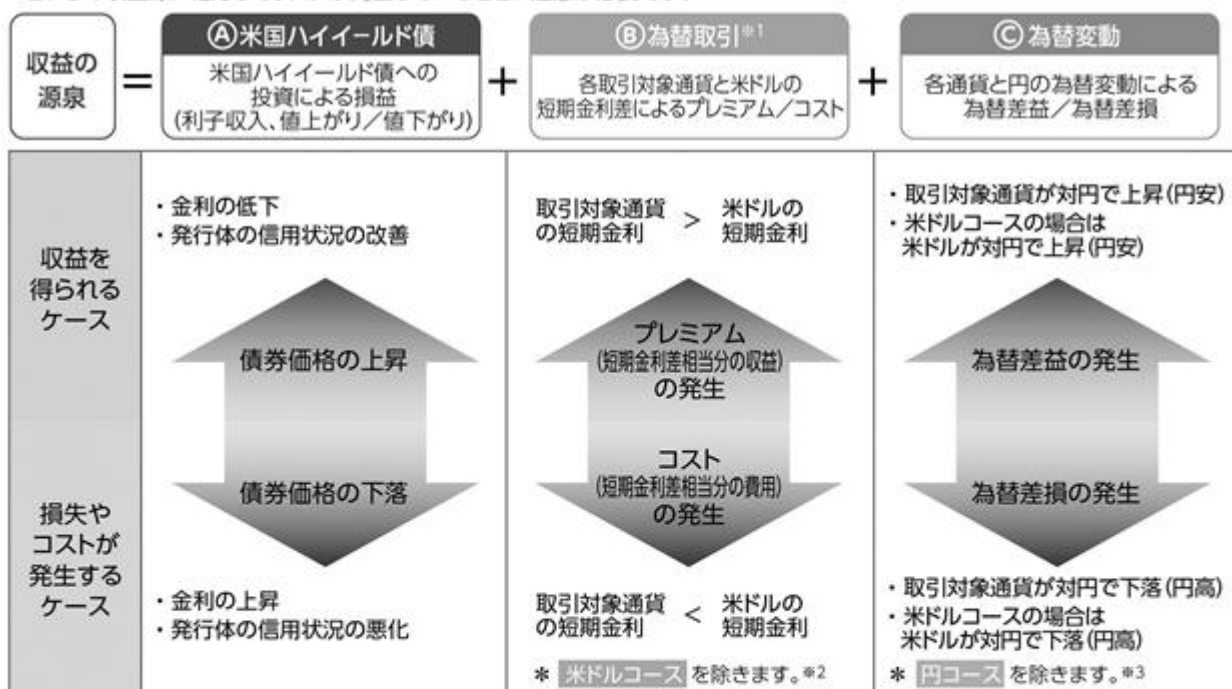 収益の
源泉
=
Ⓐ米国ハイイールド債
米国ハイイールド債への
投資による損益
(利子収入、値上がり/値下がり)
+
Ⓑ為替取引※1
各取引対象通貨と米ドルの
短期金利差によるプレミアム/コスト
+
Ⓒ為替変動
各通貨と円の為替変動による
為替差益/為替差損
収益を
得られる
ケース
・金利の低下
・発行体の信用状況の改善
債券価格の上昇
取引対象通貨
の短期金利
>
米ドルの
短期金利
プレミアム
(短期金利差相当分の収益)
の発生
・取引対象通貨が対円で上昇(円安)
・米ドルコースの場合は
米ドルが対円で上昇(円安)
為替差益の発生
損失や
コストが
発生する
ケース
債券価格の下落
・金利の上昇
・発行体の信用状況の悪化
コスト
(短期金利差相当分の費用)
の発生
取引対象通貨
の短期金利
<
米ドルの
短期金利
* 米ドルコース を除きます。※2
為替差損の発生
・取引対象通貨が対円で下落(円高)
・米ドルコースの場合は
米ドルが対円で下落(円高)
* 円コース を除きます。※3